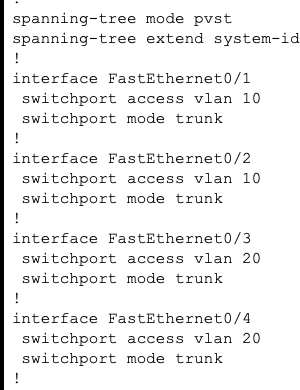 !
spanning-tree mode pvst
spanning-tree extend system-id
!
interface FastEthernet0/1
 switchport access vlan 10
 switchport mode trunk
!
interface FastEthernet0/2
 switchport access vlan 10
 switchport mode trunk
!
interface FastEthernet0/3
 switchport access vlan 20
 switchport mode trunk
!
interface FastEthernet0/4
 switchport access vlan 20
 switchport mode trunk
!